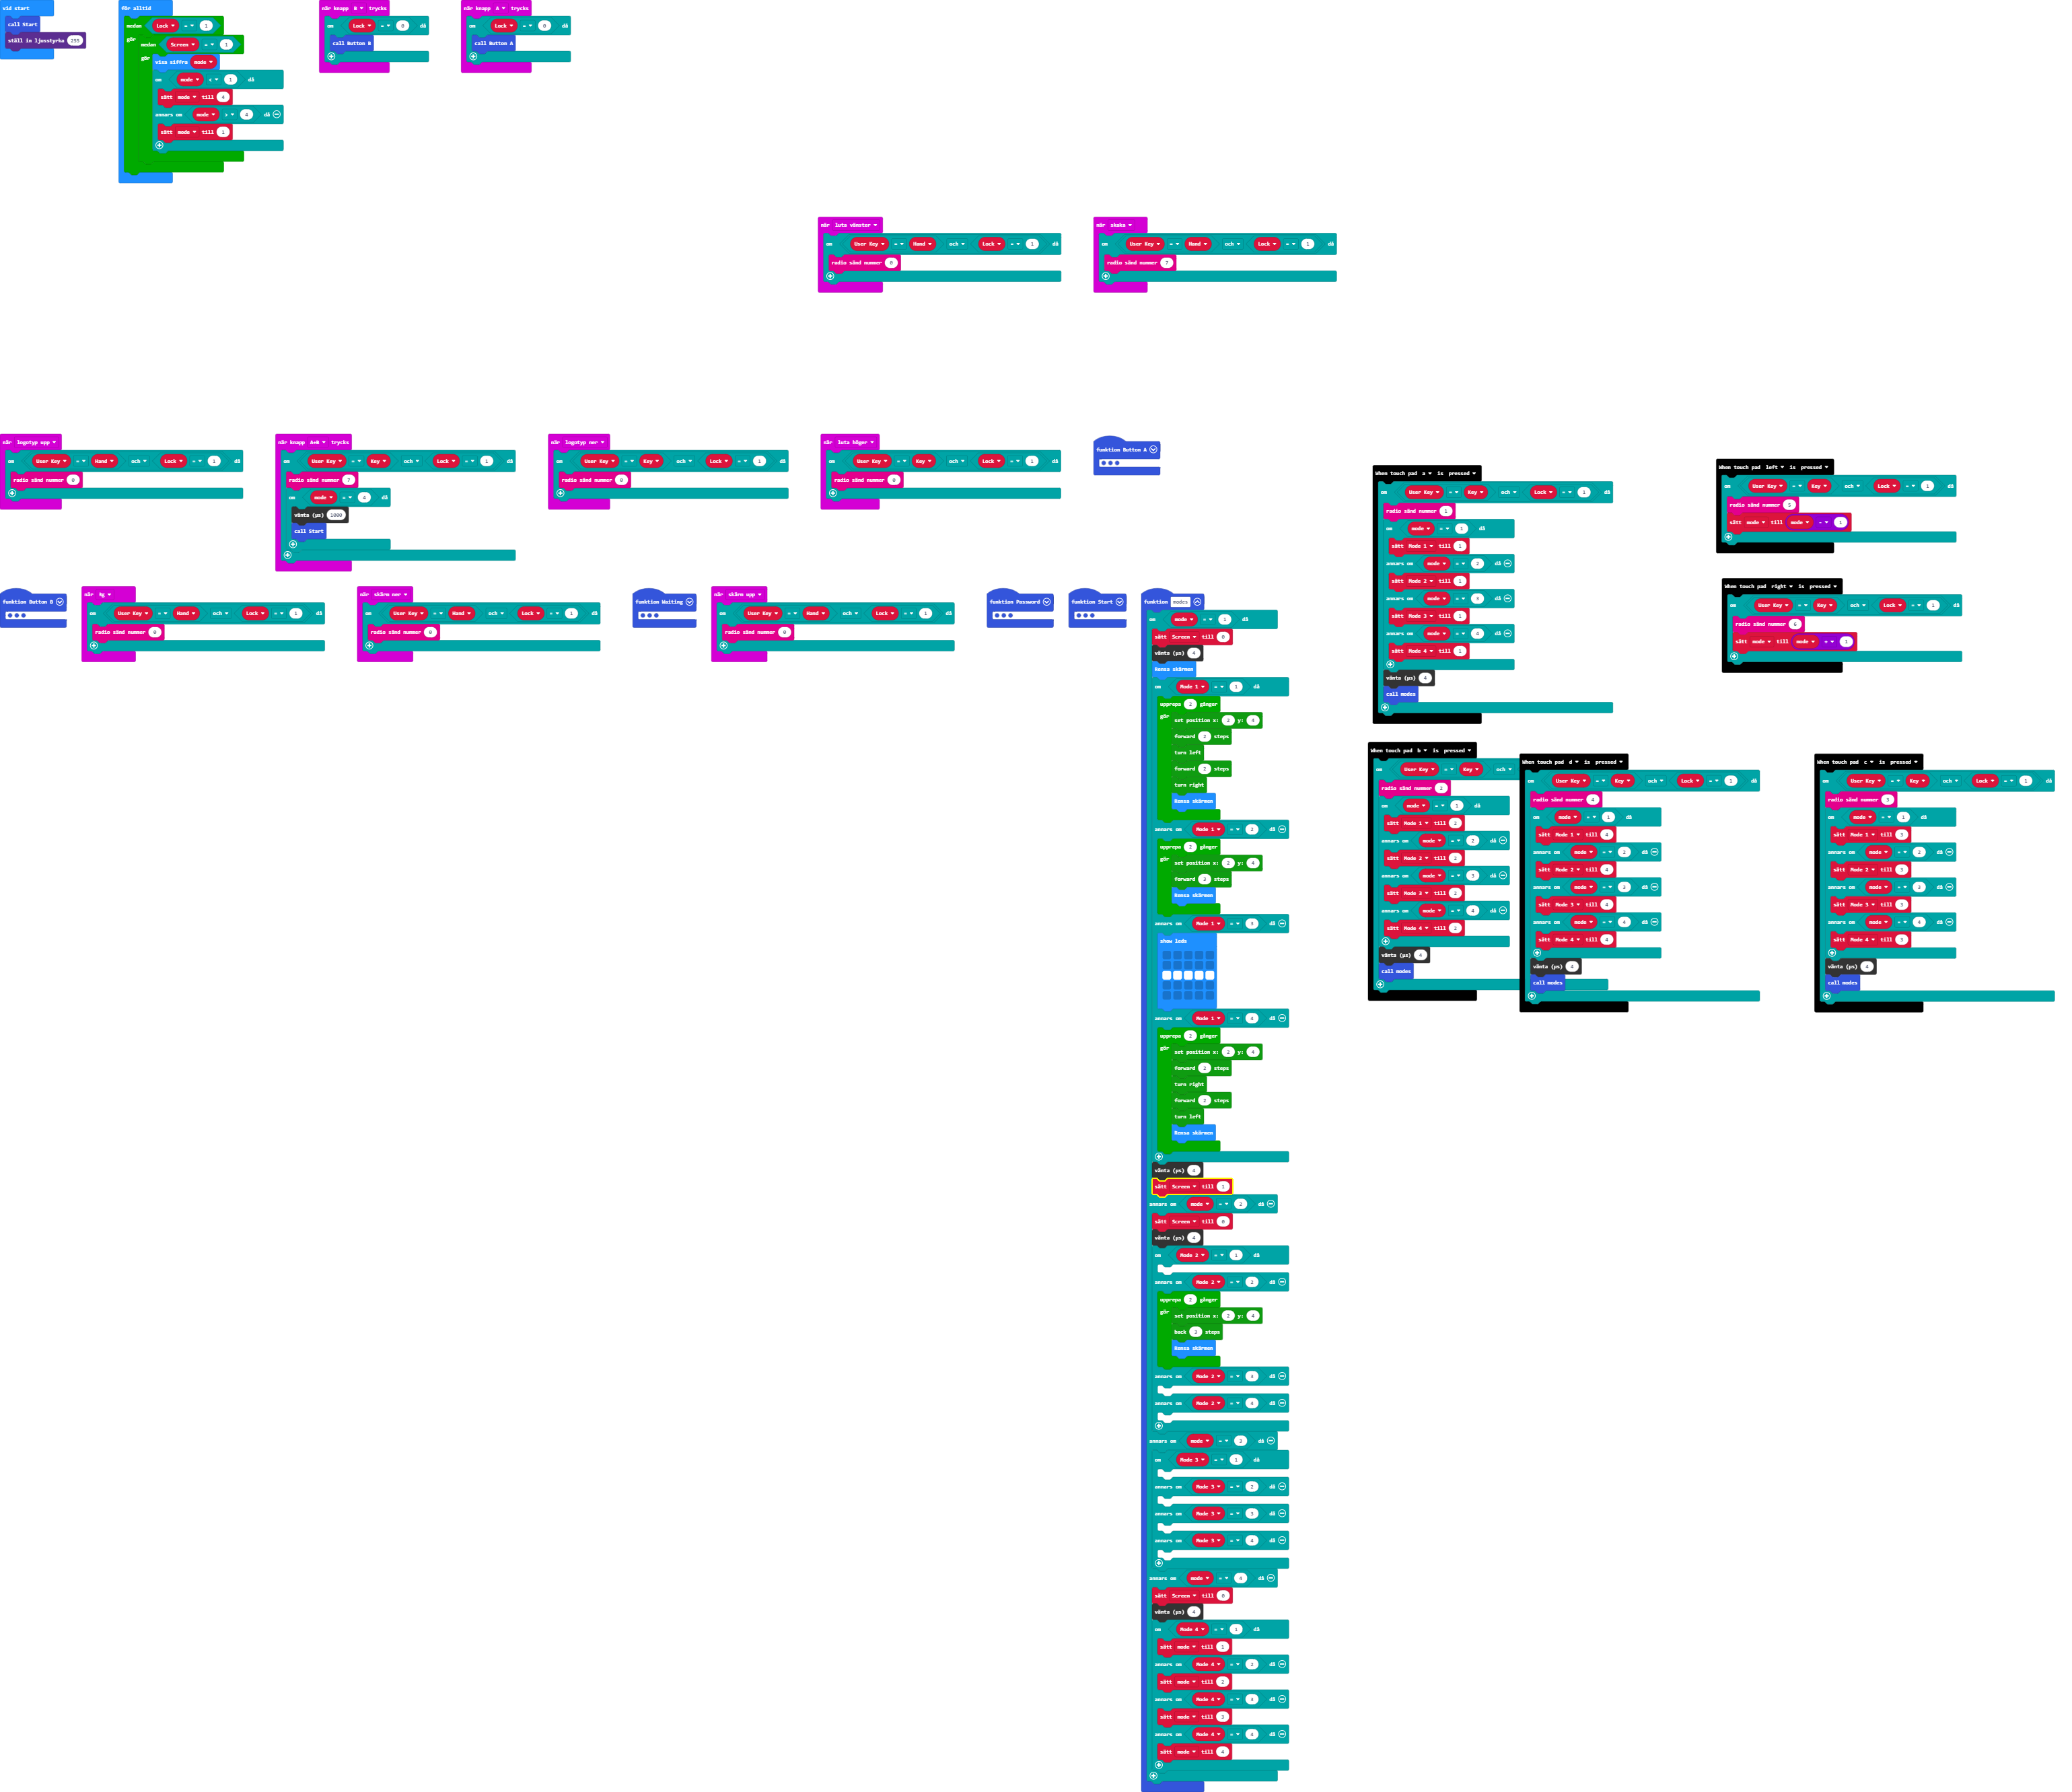 vid start
call Start
ställ in ljusstyrka 255
för alltid
medan Lock = 1
gör
medan Screen = 1
gör
visa siffra mode
om mode < 1 då
sätt mode till 4
annars om mode > 4 då
sätt mode till 1
när knapp B trycks
om Lock = 0 då
call Button B
när knapp A trycks
om Lock = 0 då
call Button A
när luta vänster
om User Key = Hand och Lock = 1 då
radio sänd nummer 0
när skaka
om User Key = Hand och Lock = 1 då
radio sänd nummer 7
när logotyp upp
om User Key = Hand och Lock = 1 då
radio sänd nummer 0
när knapp A+B trycks
om User Key = Key och Lock = 1 då
radio sänd nummer 7
om mode = 4 då
vänta (ms) 1000
call Start
när logotyp ner
om User Key = Key och Lock = 1 då
radio sänd nummer 0
när luta höger
om User Key = Key och Lock = 1 då
radio sänd nummer 0
funktion Button A
When touch pad a is pressed
om User Key = Key och Lock = 1 då
radio sänd nummer 1
om mode = 1 då
sätt Mode 1 till 1
annars om mode = 2 då
sätt Mode 2 till 1
annars om mode = 3 då
sätt Mode 3 till 1
annars om mode = 4 då
sätt Mode 4 till 1
vänta (µs) 4
call modes
When touch pad left is pressed
om User Key = Key och Lock = 1 då
radio sänd nummer 5
sätt mode till mode - 1
When touch pad right is pressed
om User Key = Key och Lock = 1 då
radio sänd nummer 6
sätt mode till mode + 1
funktion Button B
när 3g
om User Key = Hand och Lock = 1 då
radio sänd nummer 0
när skärm ner
om User Key = Hand och Lock = 1 då
radio sänd nummer 0
funktion Waiting
när skärm upp
om User Key = Hand och Lock = 1 då
radio sänd nummer 0
funktion Password
funktion Start
funktion modes
om mode = 1 då
sätt Screen till 0
vänta (µs) 4
Rensa skärmen
om Mode 1 = 1 då
upprepa 2 gånger
gör
set position x: 2 y: 4
forward 2 steps
turn left
forward 2 steps
turn right
Rensa skärmen
annars om Mode 1 = 2 då
upprepa 2 gånger
gör
set position x: 2 y: 4
forward 3 steps
Rensa skärmen
annars om Mode 1 = 3 då
show leds
annars om Mode 1 = 4 då
upprepa 2 gånger
gör
set position x: 2 y: 4
forward 2 steps
turn right
forward 2 steps
turn left
Rensa skärmen
vänta (µs) 4
sätt Screen till 1
annars om mode = 2 då
sätt Screen till 0
vänta (µs) 4
om Mode 2 = 1 då
annars om Mode 2 = 2 då
upprepa 2 gånger
gör
set position x: 2 y: 4
back 3 steps
Rensa skärmen
annars om Mode 2 = 3 då
annars om Mode 2 = 4 då
annars om mode = 3 då
om Mode 3 = 1 då
annars om Mode 3 = 2 då
annars om Mode 3 = 3 då
annars om Mode 3 = 4 då
annars om mode = 4 då
sätt Screen till 0
vänta (µs) 4
om Mode 4 = 1 då
sätt mode till 1
annars om Mode 4 = 2 då
sätt mode till 2
annars om Mode 4 = 3 då
sätt mode till 3
annars om Mode 4 = 4 då
sätt mode till 4
When touch pad b is pressed
om User Key = Key och
radio sänd nummer 2
om mode = 1 då
sätt Mode 1 till 2
annars om mode = 2 då
sätt Mode 2 till 2
annars om mode = 3 då
sätt Mode 3 till 2
annars om mode = 4 då
sätt Mode 4 till 2
vänta (µs) 4
call modes
When touch pad d is pressed
om User Key = Key och Lock = 1 då
radio sänd nummer 4
om mode = 1 då
sätt Mode 1 till 4
annars om mode = 2 då
sätt Mode 2 till 4
annars om mode = 3 då
sätt Mode 3 till 4
annars om mode = 4 då
sätt Mode 4 till 4
vänta (µs) 4
call modes
When touch pad c is pressed
om User Key = Key och Lock = 1 då
radio sänd nummer 3
om mode = 1 då
sätt Mode 1 till 3
annars om mode = 2 då
sätt Mode 2 till 3
annars om mode = 3 då
sätt Mode 3 till 3
annars om mode = 4 då
sätt Mode 4 till 3
vänta (µs) 4
call modes